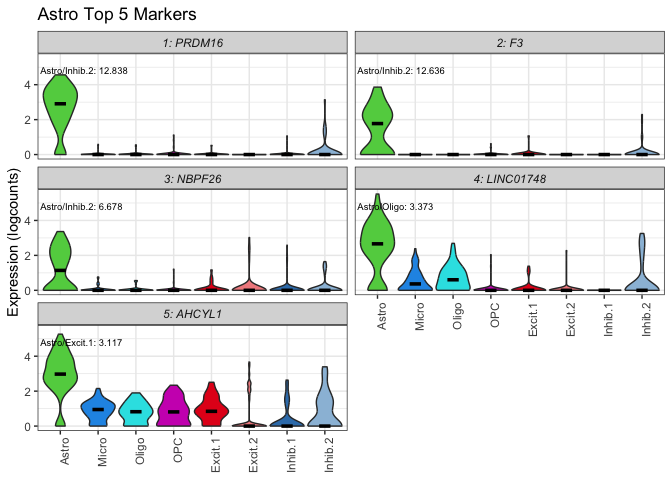 Astro Top 5 Markers
Expression (logcounts)
1: PRDM16
Astro/Inhib.2: 12.838
4
2
0
2: F3
Astro/Inhib.2: 12.636
3: NBPF26
Astro/Inhib.2: 6.678
4
2
0
4: LINC01748
Astro/Oligo: 3.373
Astro
Micro
Oligo
OPC
Excit.1
Excit.2
Inhib.1
Inhib.2
5: AHCYL1
Astro/Excit.1: 3.117
4
2
0
Astro
Micro
Oligo
OPC
Excit.1
Excit.2
Inhib.1
Inhib.2